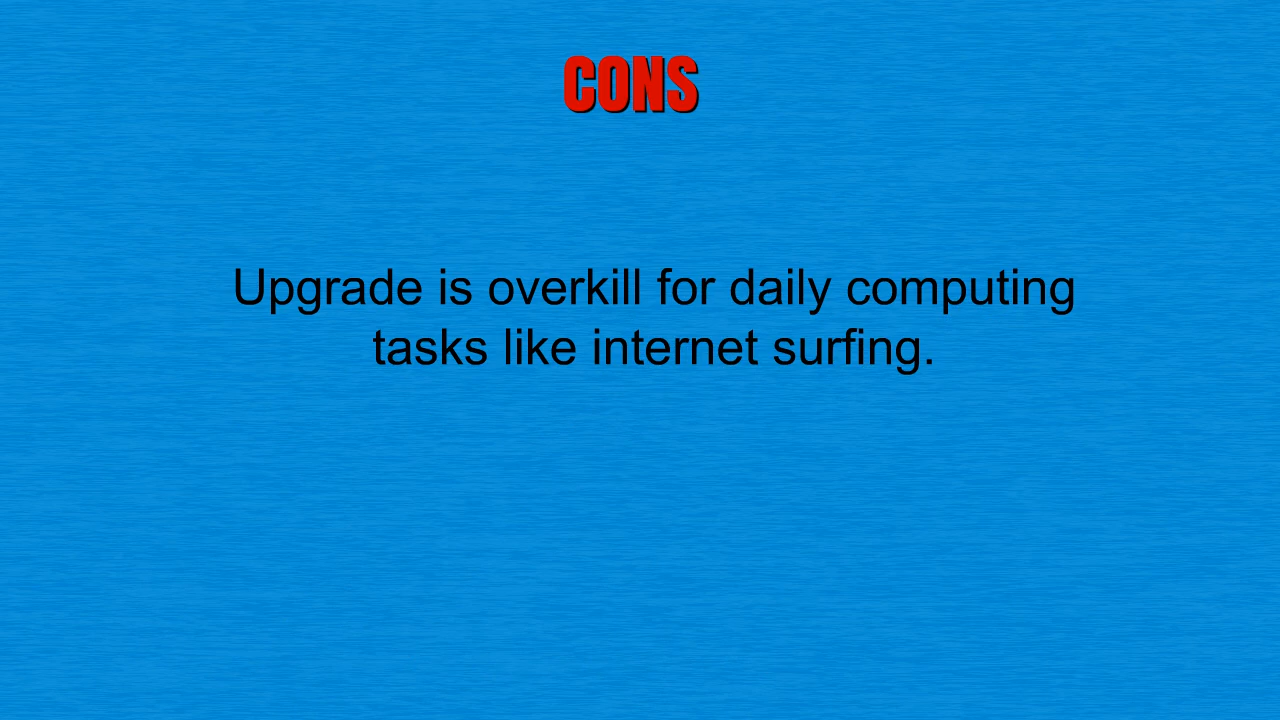 CONS
Upgrade is overkill for daily computing
tasks like internet surfing.